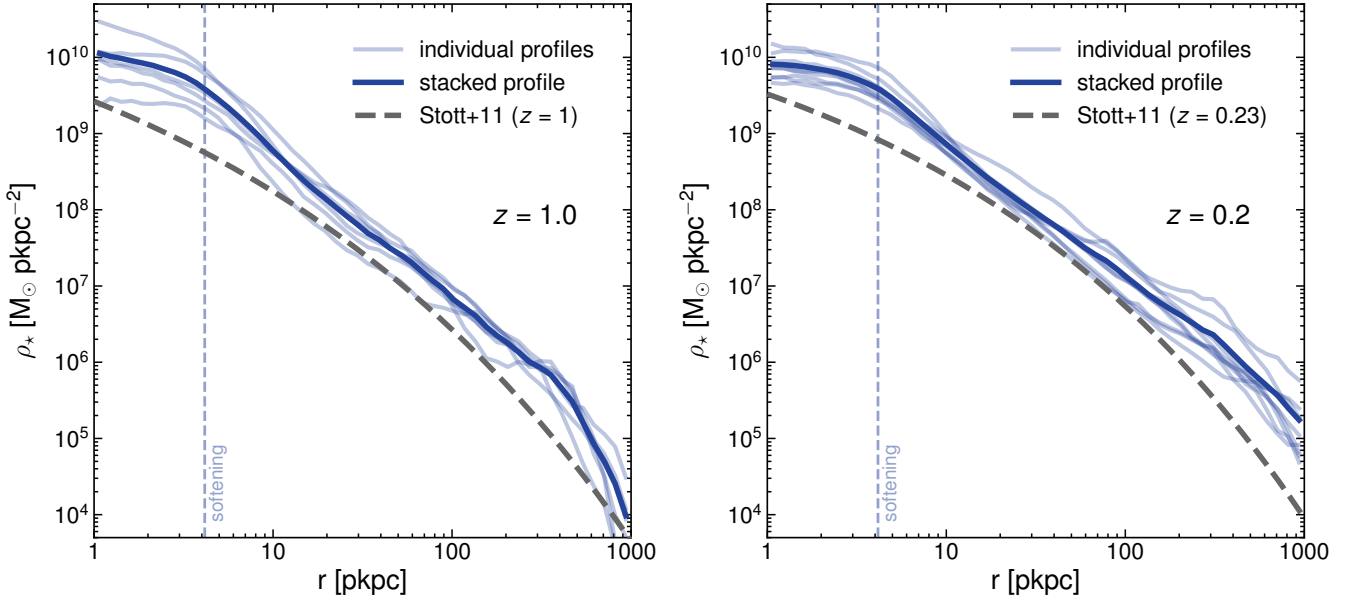 individual profiles
stacked profile
Stott+11 (z = 1)
z = 1.0
softening
ρ⋆ [M⊙ pkpc⁻²]
10¹⁰
10⁹
10⁸
10⁷
10⁶
10⁵
10⁴
1 10 100 1000
r [pkpc]
individual profiles
stacked profile
Stott+11 (z = 0.23)
z = 0.2
softening
ρ⋆ [M⊙ pkpc⁻²]
10¹⁰
10⁹
10⁸
10⁷
10⁶
10⁵
10⁴
1 10 100 1000
r [pkpc]